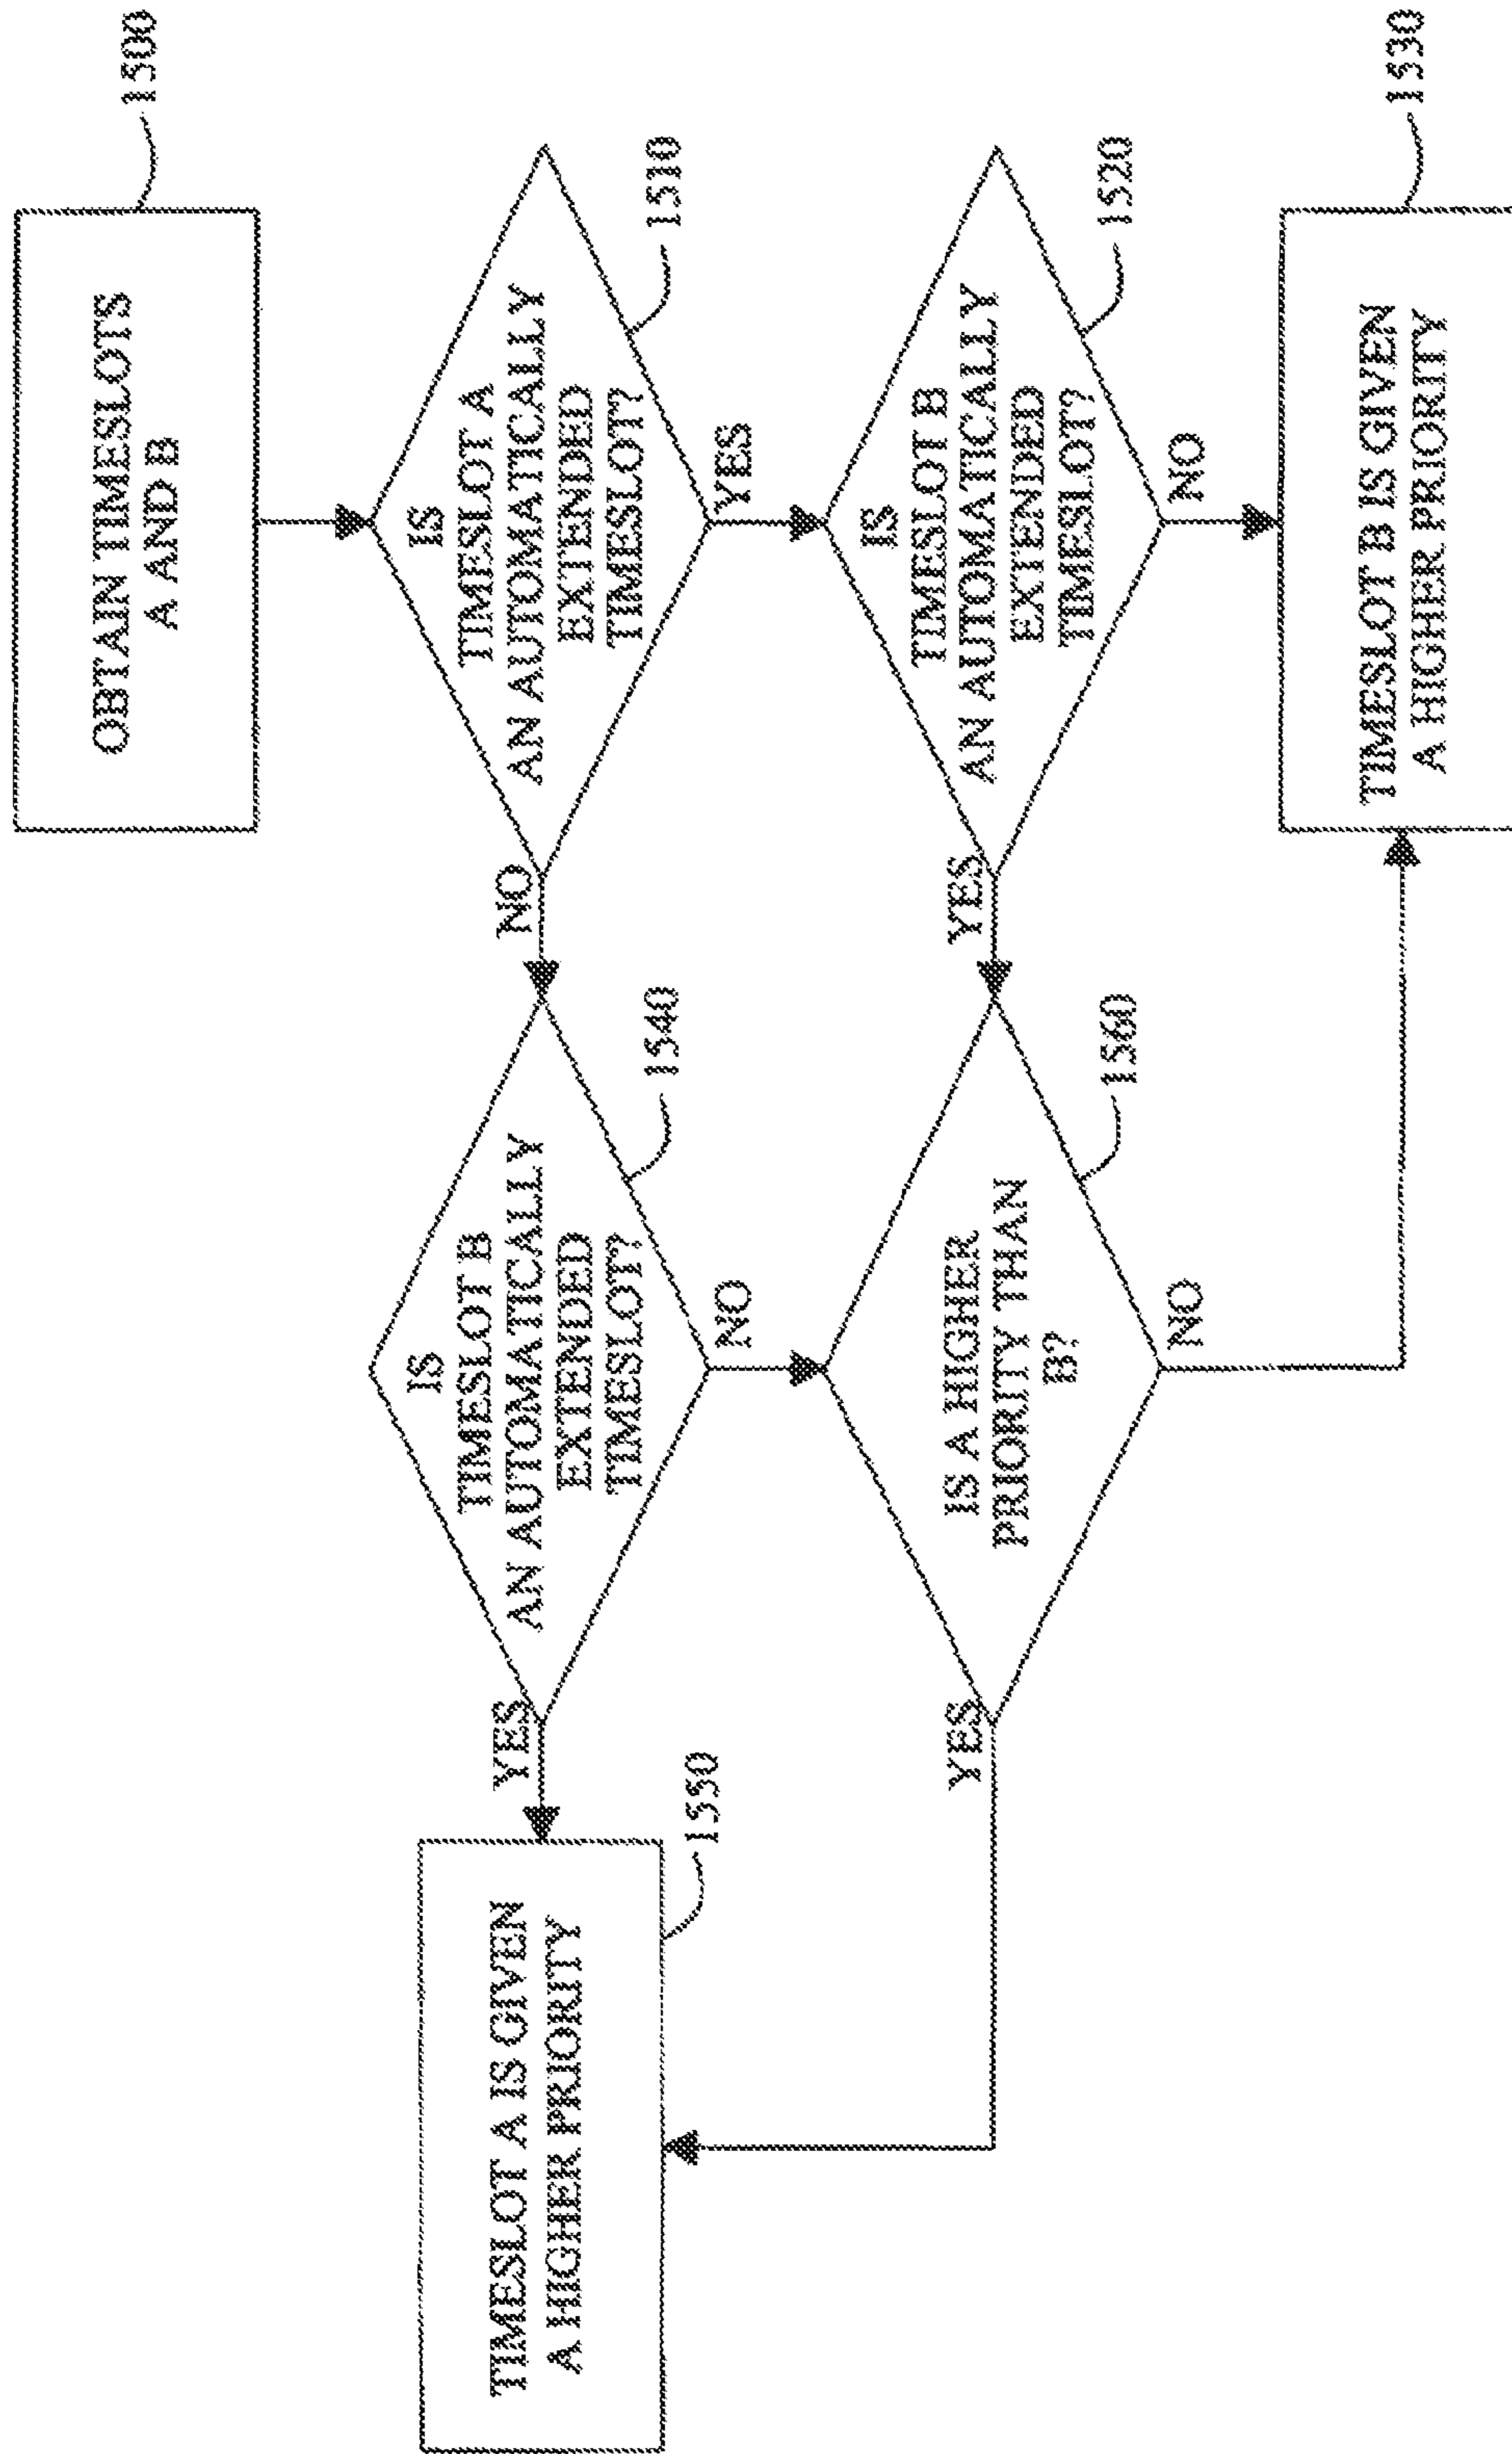 OBTAIN TIMESLOTS
A AND B
1500
IS
TIMESLOT A
AN AUTOMATICALLY
EXTENDED
TIMESLOT?
1510
NO
YES
IS
TIMESLOT B
AN AUTOMATICALLY
EXTENDED
TIMESLOT?
1540
YES
NO
TIMESLOT A IS GIVEN
A HIGHER PRIORITY
1550
IS
TIMESLOT B
AN AUTOMATICALLY
EXTENDED
TIMESLOT?
1520
YES
NO
IS A HIGHER
PRIORITY THAN
B?
1560
YES
NO
TIMESLOT B IS GIVEN
A HIGHER PRIORITY
1530